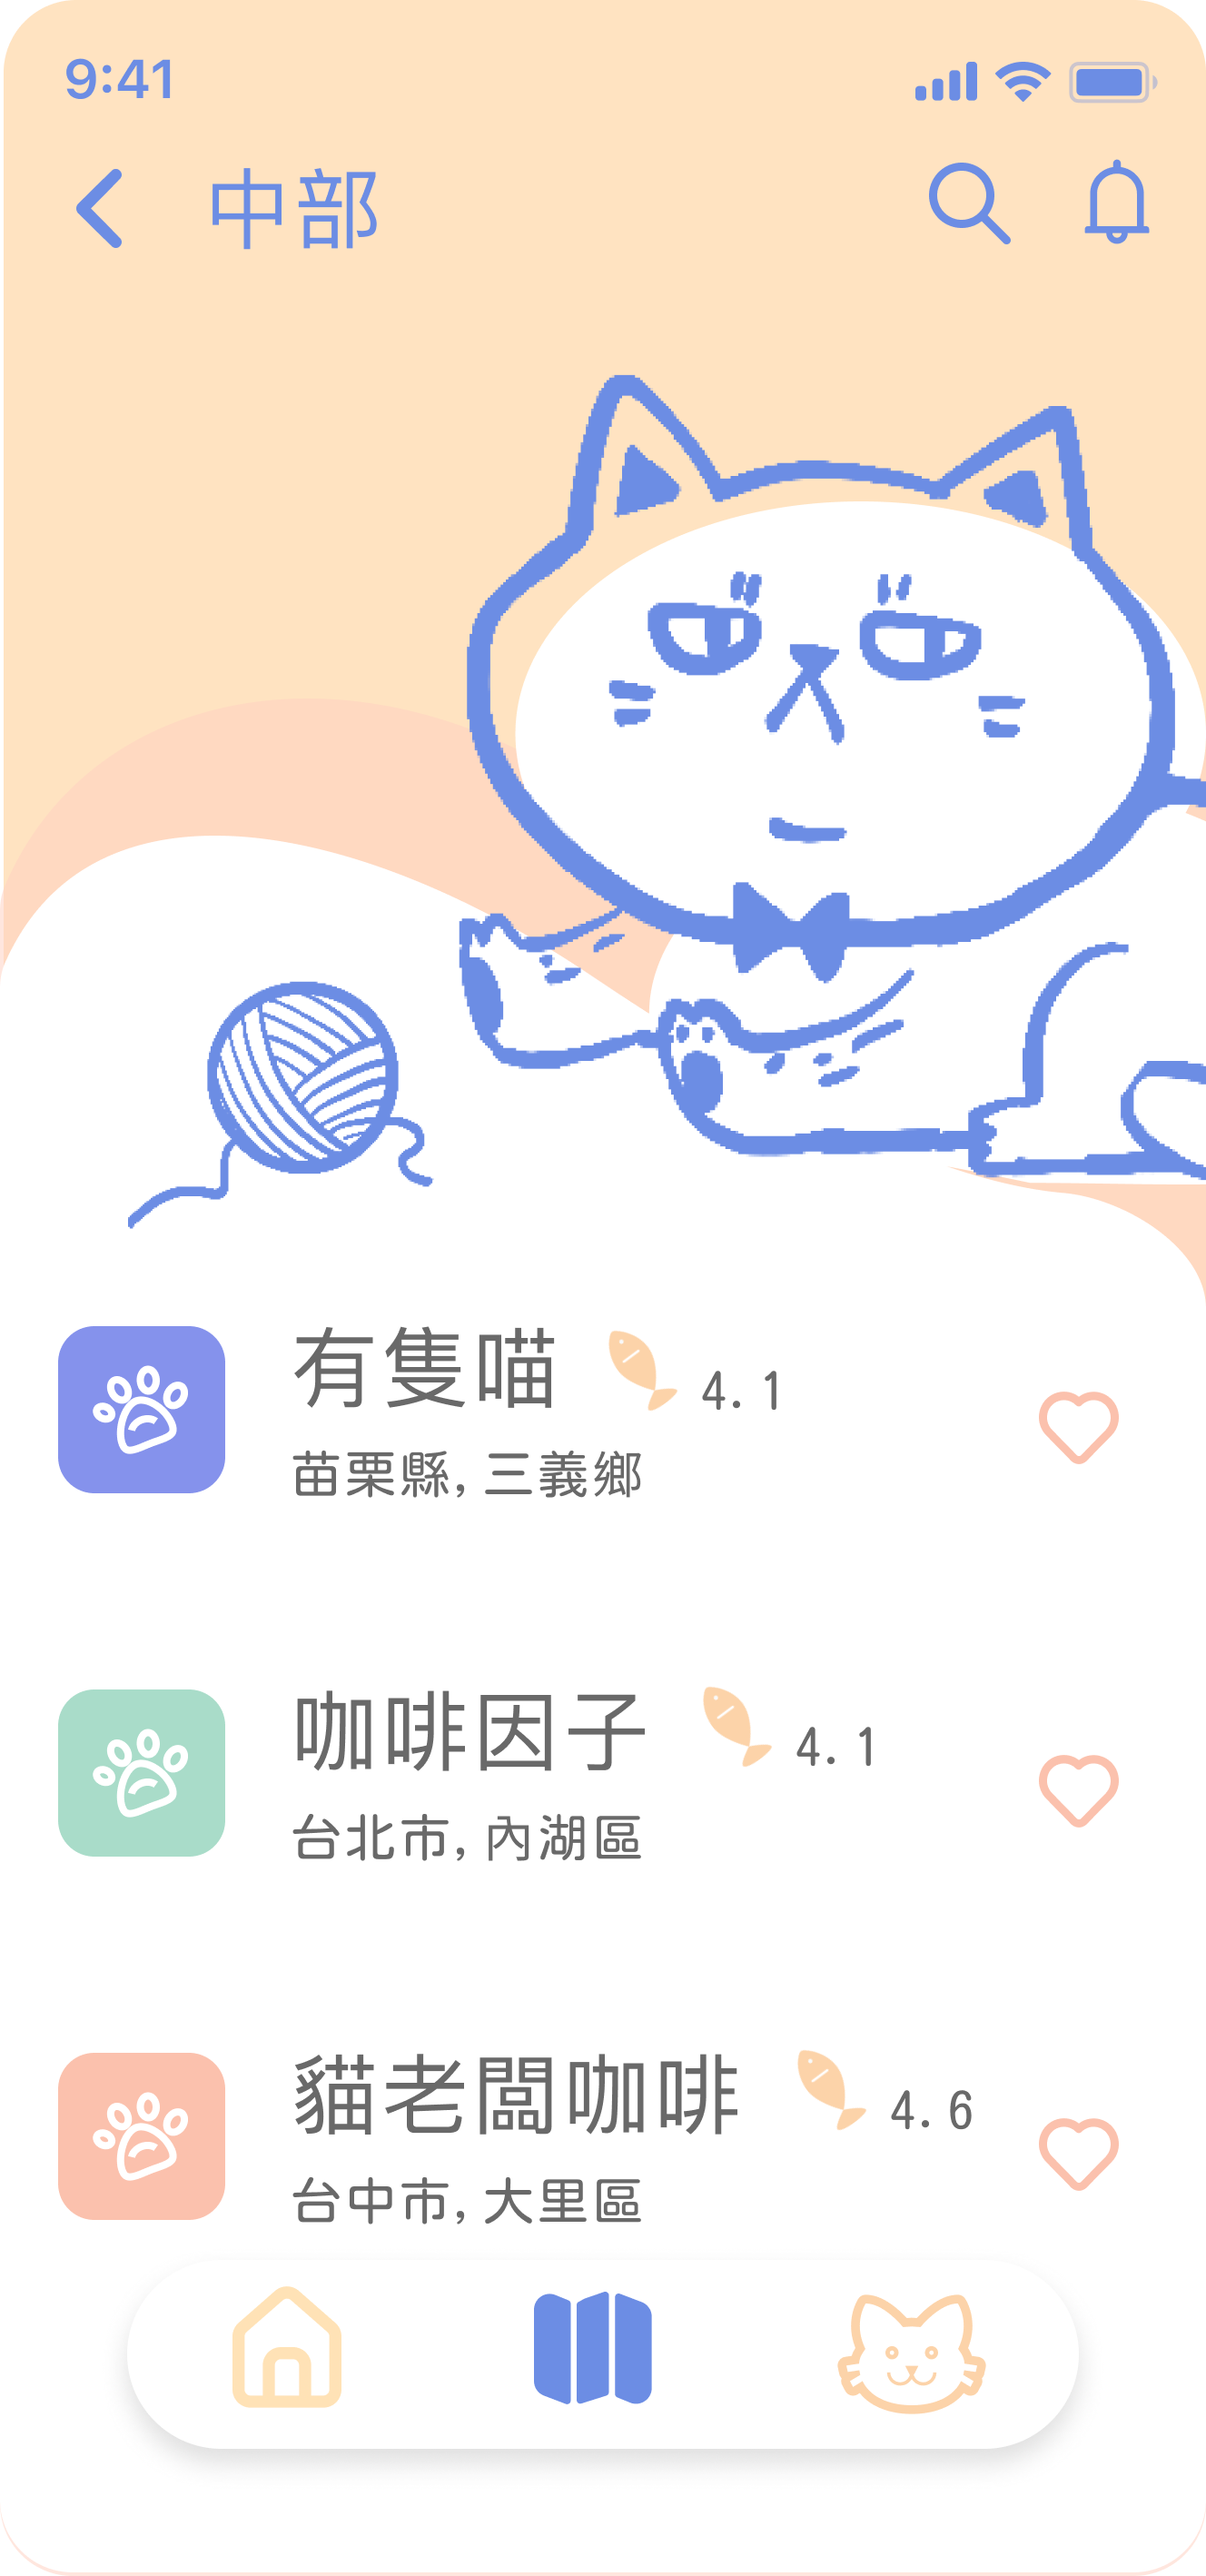 9:41
中部
有隻喵 4.1
苗栗縣, 三義鄉
咖啡因子 4.1
台北市, 內湖區
貓老闆咖啡 4.6
台中市, 大里區